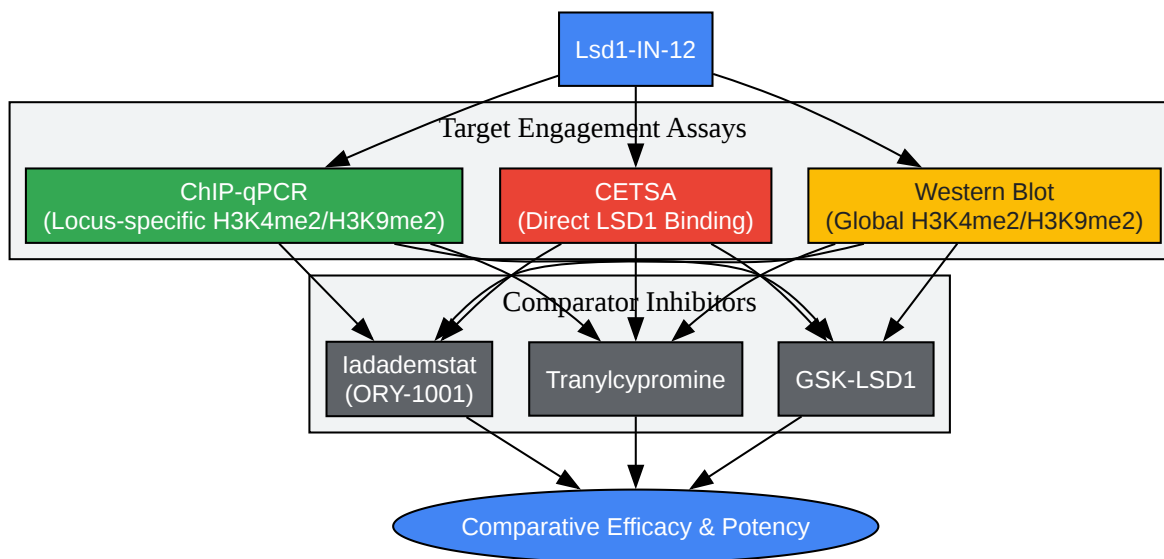 Lsd1-IN-12
Target Engagement Assays
ChIP-qPCR
(Locus-specific H3K4me2/H3K9me2)
CETSA
(Direct LSD1 Binding)
Western Blot
(Global H3K4me2/H3K9me2)
Comparator Inhibitors
Iadademstat
(ORY-1001)
Tranylcypromine
GSK-LSD1
Comparative Efficacy & Potency